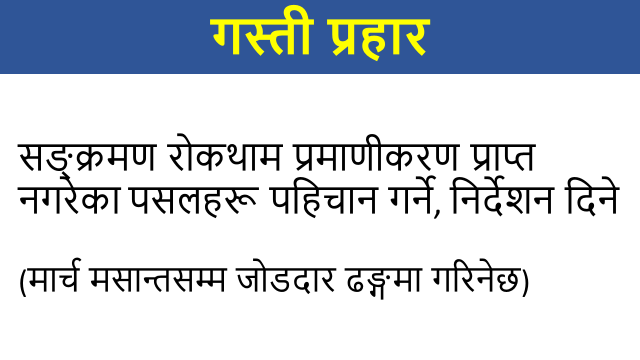 गस्ती प्रहार
सङ्क्रमण रोकथाम प्रमाणीकरण प्राप्त
नगरेका पसलहरू पहिचान गर्ने, निर्देशन दिने
(मार्च मसान्तसम्म जोडदार ढङ्गमा गरिनेछ)